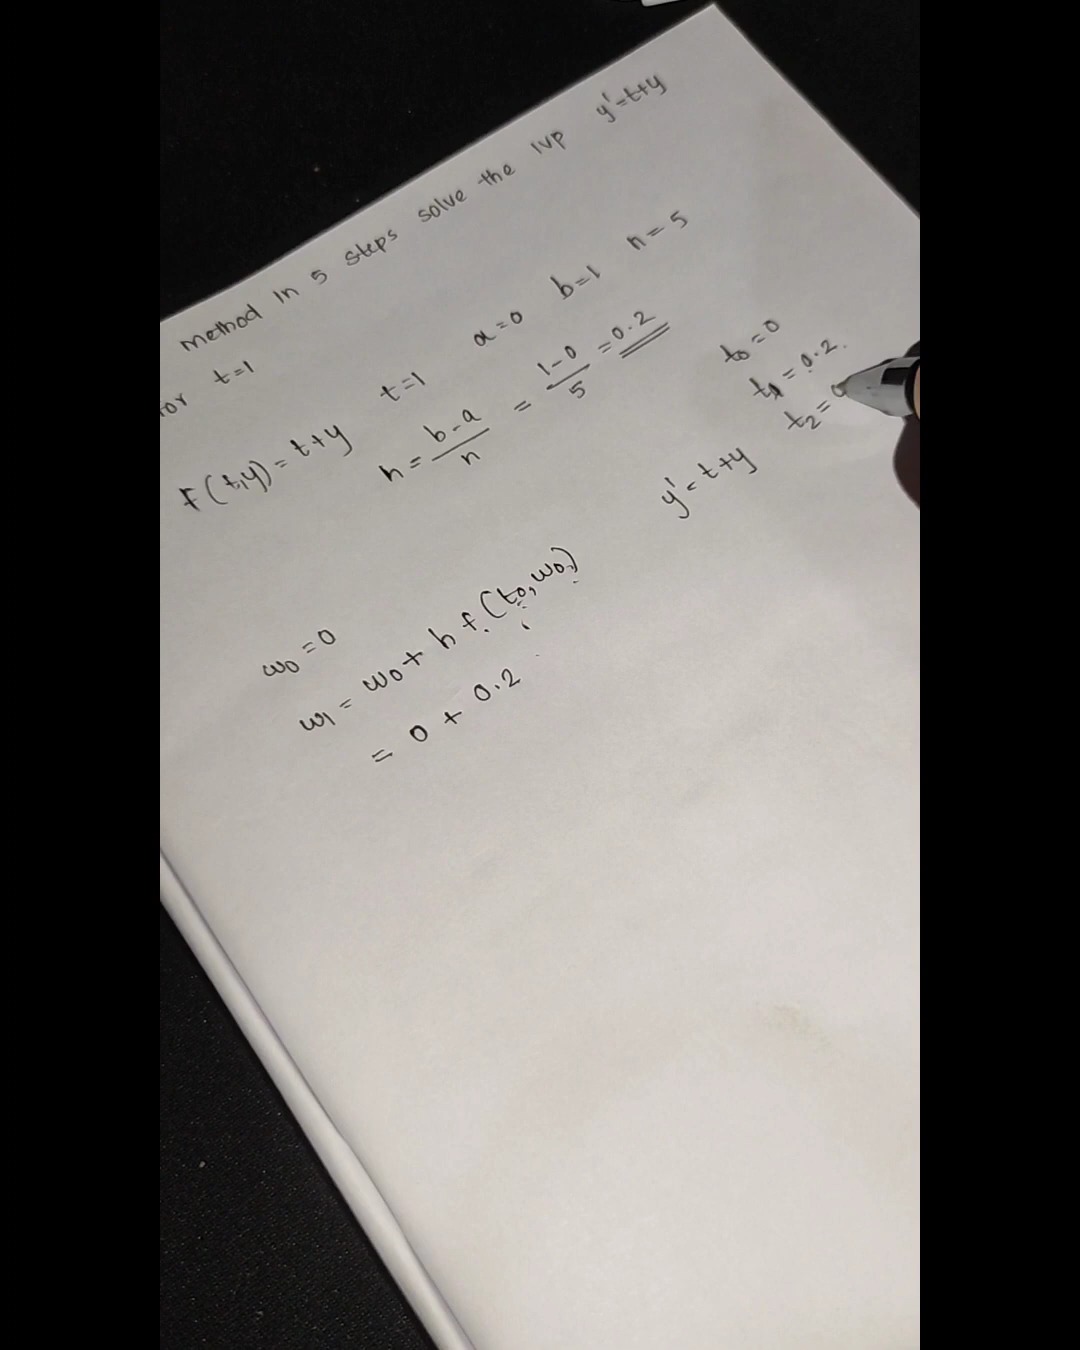 method in 5 steps solve the IVP y'=t+y
for t=1
F(t,y)=t+y t=1 a=0 b=1 n=5
h = b-a/n = 1-0/5 = 0.2
t0=0
t1=0.2
t2=0
y'=t+y
w0=0
w1 = w0+ h f(t0,w0)
= 0 + 0.2